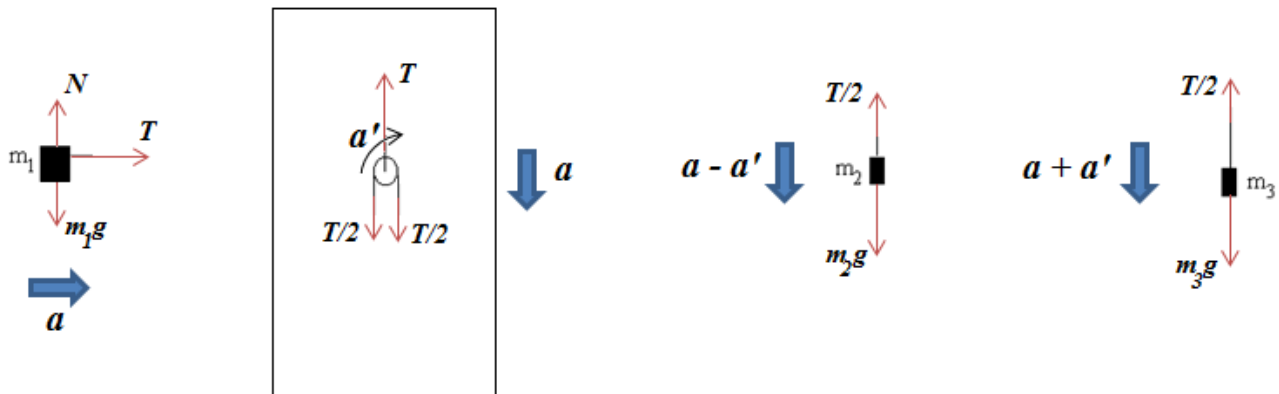 N
T
m₁
m₁g
a
T
a'
T/2 T/2
a
T/2
a - a'
m₂
m₂g
T/2
a + a'
m₃
m₃g